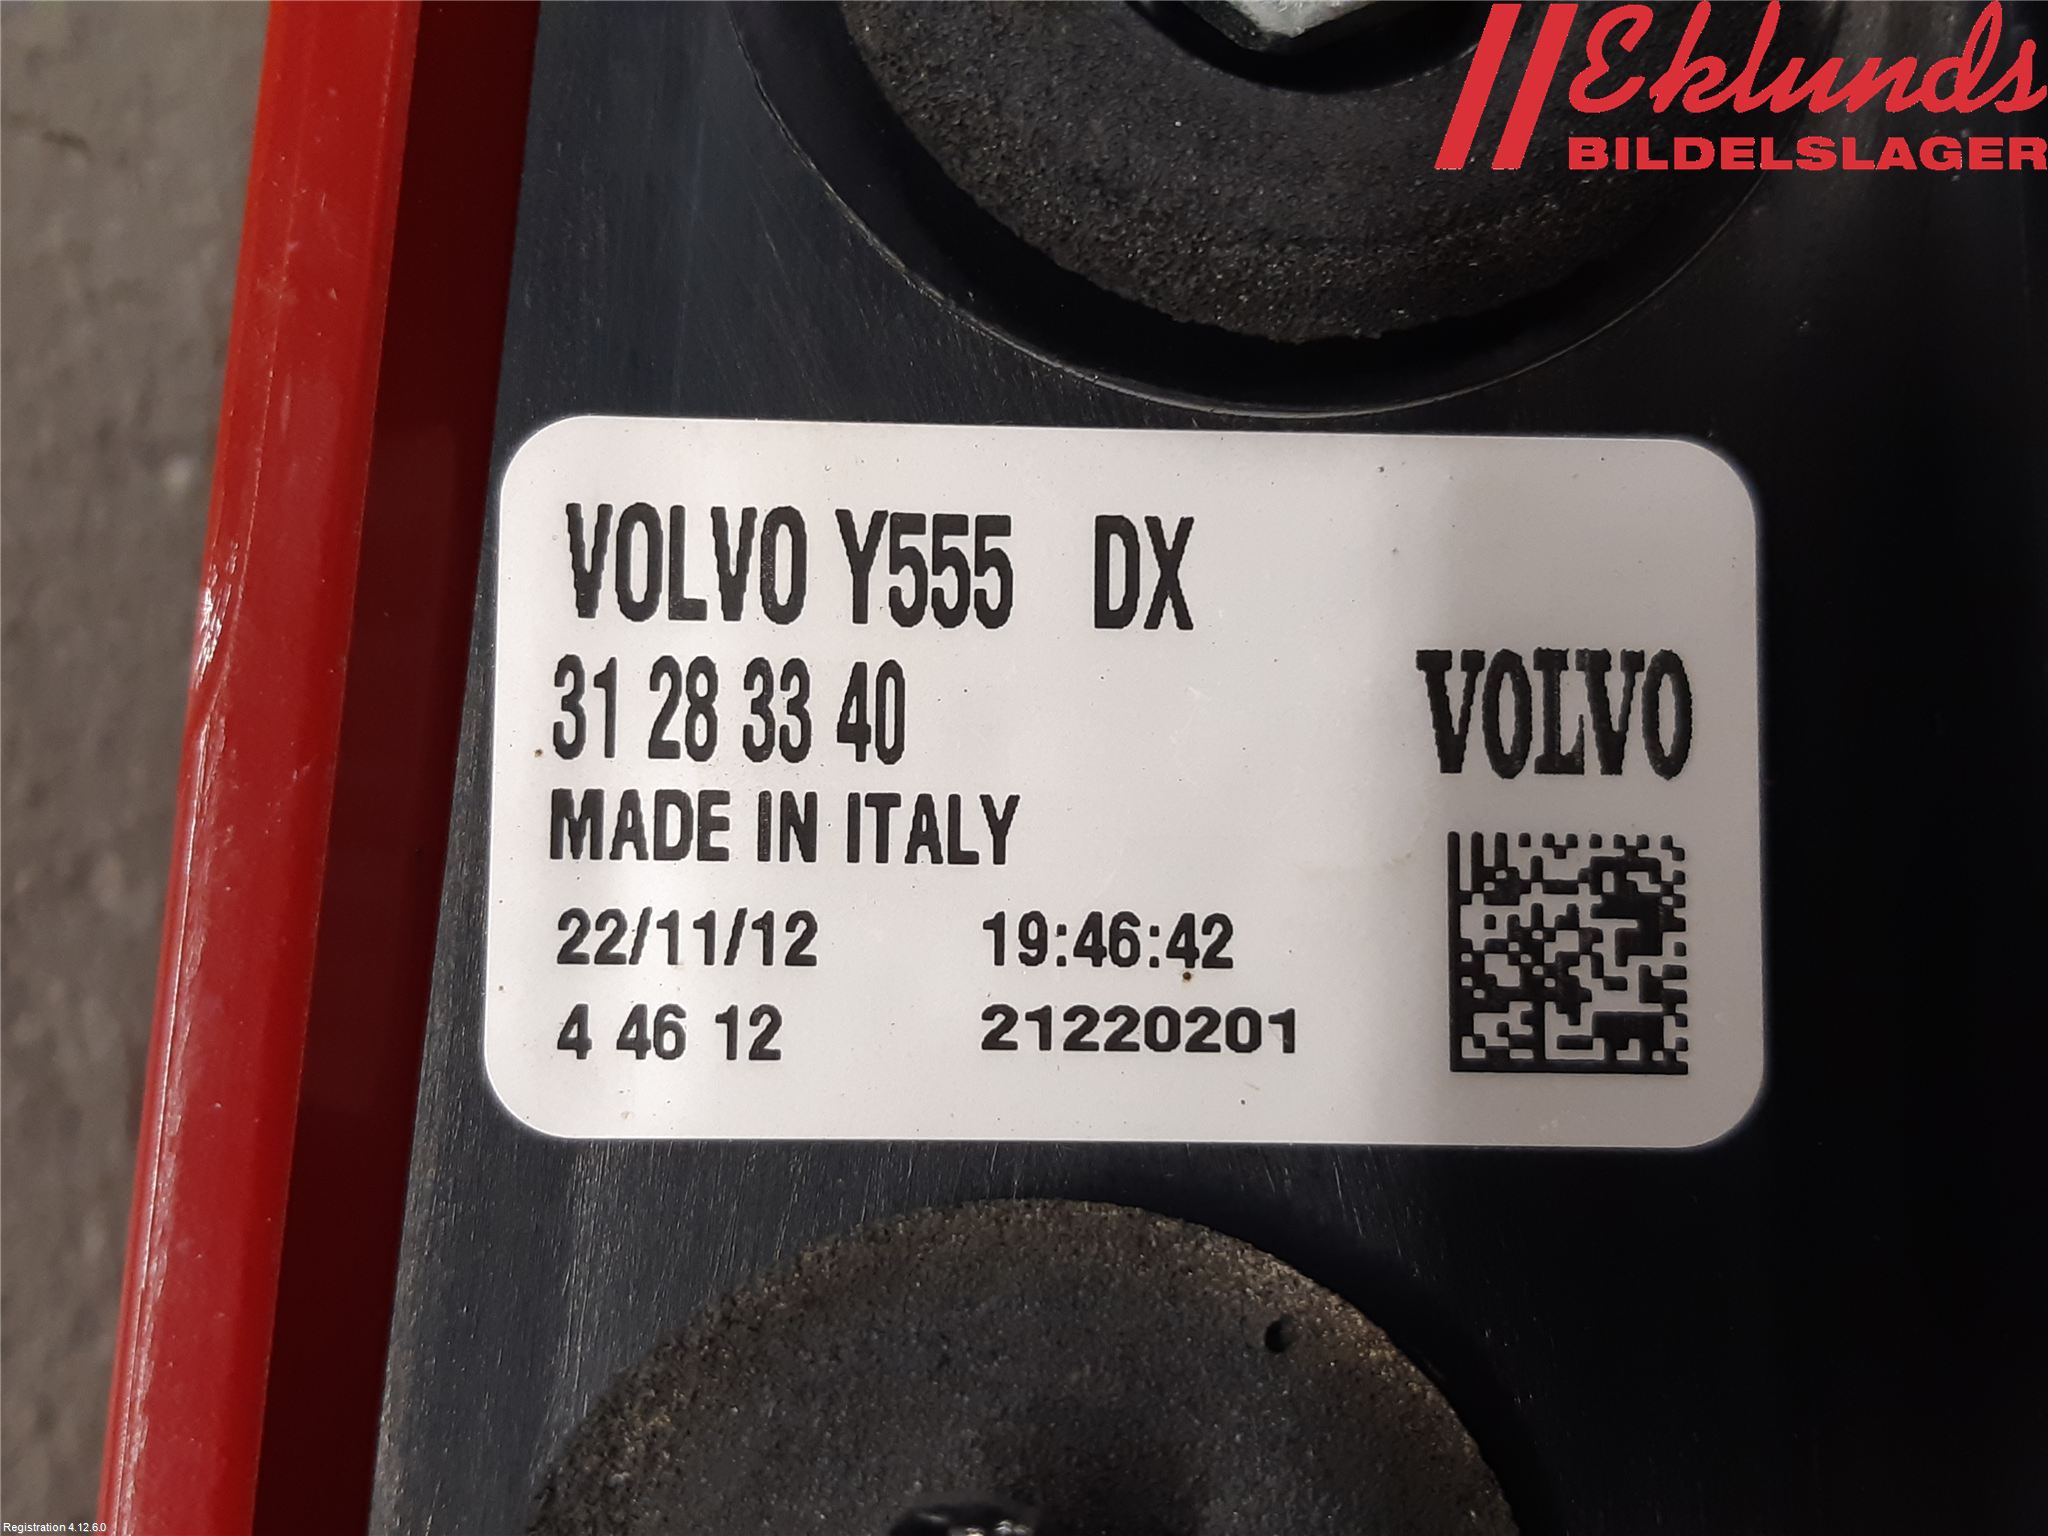 Eklunds
BILDELSLAGER
VOLVO Y555 DX
31 28 33 40
VOLVO
MADE IN ITALY
22/11/12 19:46:42
4 46 12 21220201
Registration 4.12.6.0